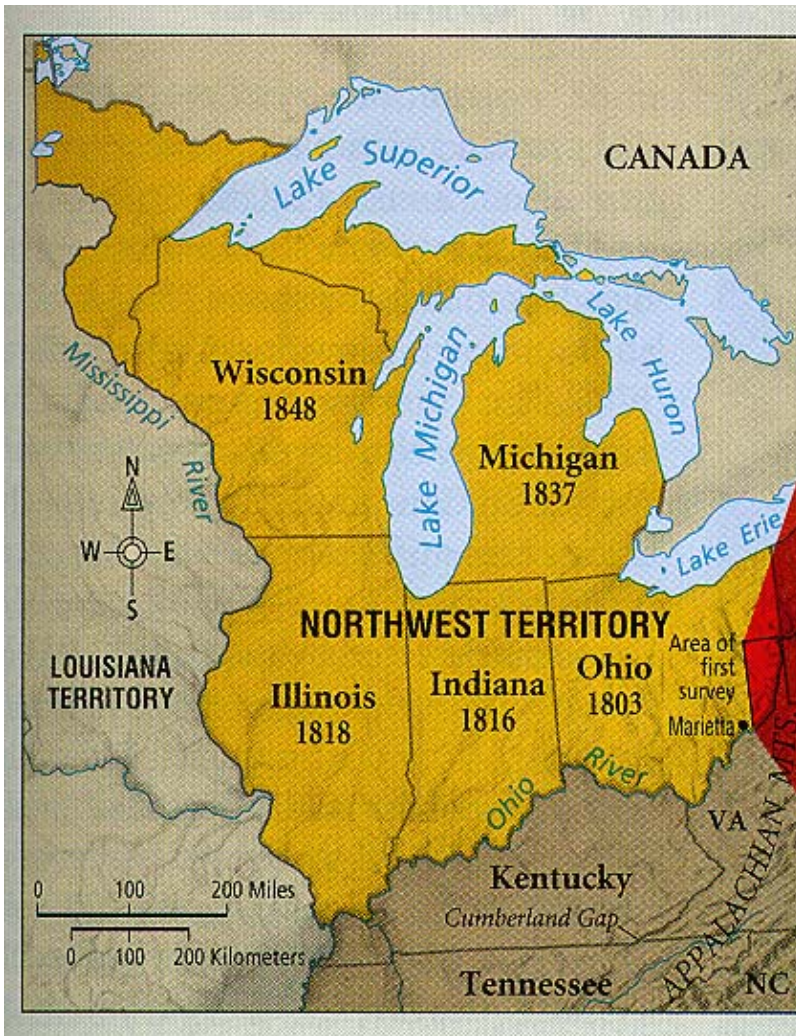 CANADA
Lake Superior
Lake Huron
Lake Michigan
Wisconsin
1848
Mississippi
River
Michigan
1837
N
W
E
S
Lake Erie
NORTHWEST TERRITORY
LOUISIANA
TERRITORY
Illinois
1818
Indiana
1816
Ohio
1803
Area of
first
survey
Marietta
Ohio
River
VA
APPALACHIAN MTS.
Kentucky
Cumberland Gap
Tennessee
NC
0 100 200 Miles
0 100 200 Kilometers